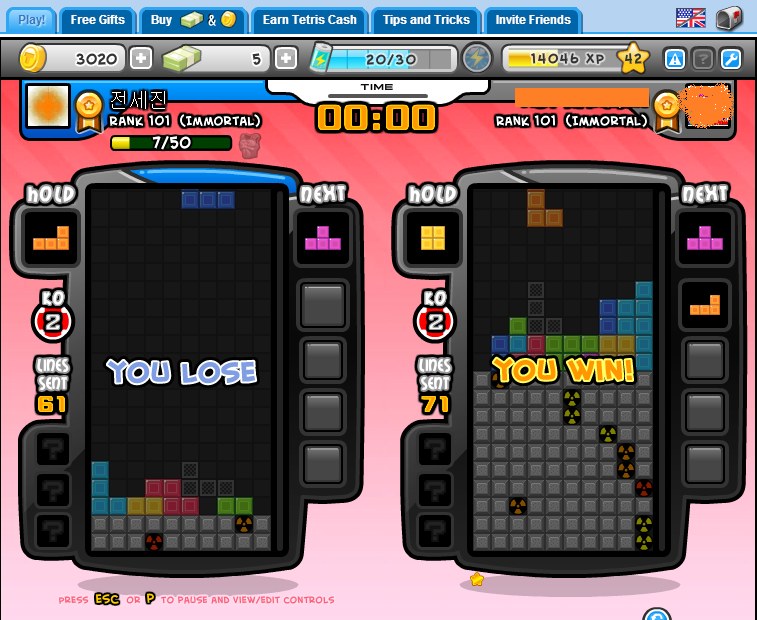 Play!
Free Gifts
Buy &
Earn Tetris Cash
Tips and Tricks
Invite Friends
3020
5
20/30
14046 XP
42
?
전세진
RANK 101 (IMMORTAL)
7/50
TIME
00:00
RANK 101 (IMMORTAL)
HOLD
NEXT
KO
2
LINES
SENT
61
?
?
?
YOU LOSE
HOLD
NEXT
KO
2
LINES
SENT
71
?
?
?
YOU WIN!
PRESS ESC OR P TO PAUSE AND VIEW/EDIT CONTROLS